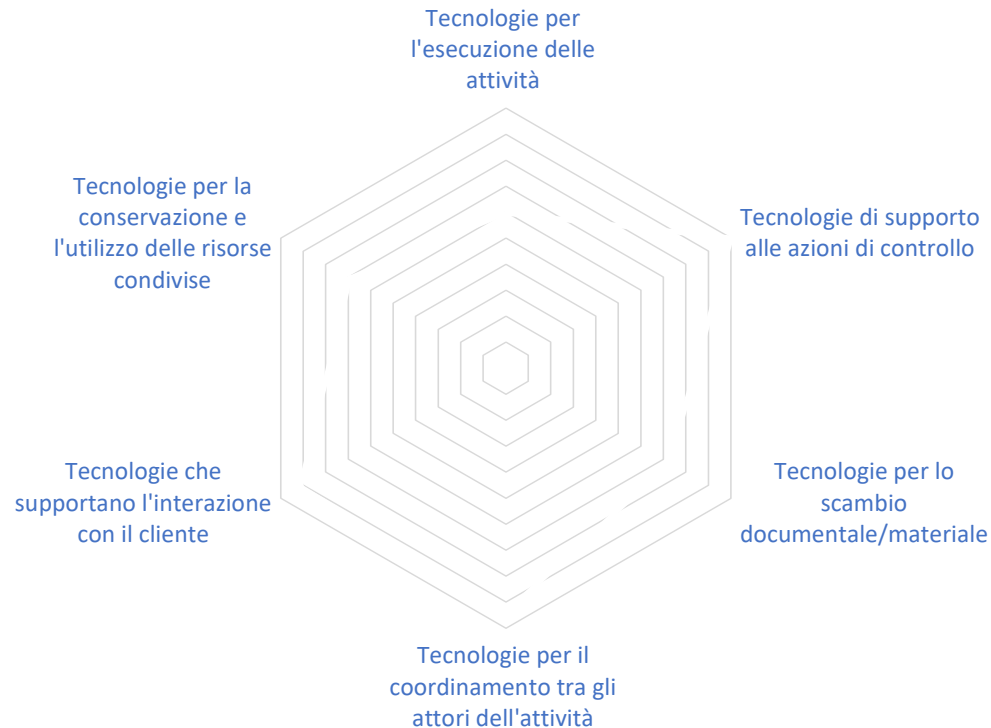 Tecnologie per
l'esecuzione delle
attività
Tecnologie di supporto
alle azioni di controllo
Tecnologie per lo
scambio
documentale/materiale
Tecnologie per il
coordinamento tra gli
attori dell'attività
Tecnologie che
supportano l'interazione
con il cliente
Tecnologie per la
conservazione e
l'utilizzo delle risorse
condivise